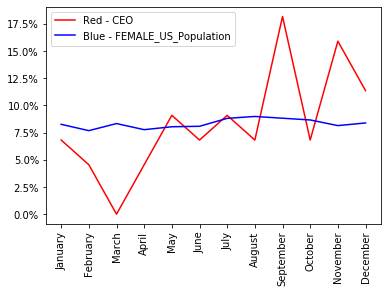 Red - CEO
Blue - FEMALE_US_Population
17.5%
15.0%
12.5%
10.0%
7.5%
5.0%
2.5%
0.0%
January
February
March
April
May
June
July
August
September
October
November
December